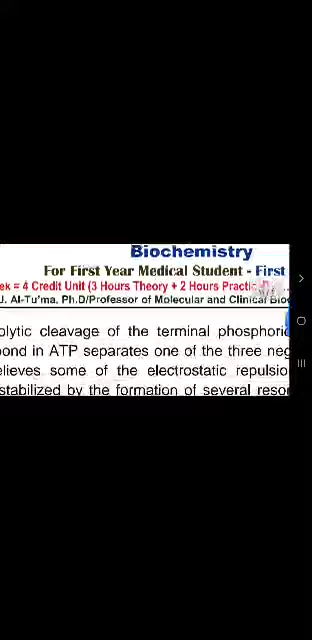 Biochemistry
For First Year Medical Student - First
ek = 4 Credit Unit (3 Hours Theory + 2 Hours Practic
J. Al-Tu'ma, Ph.D/Professor of Molecular and Clinical Bioc
olytic cleavage of the terminal phosphoric
bond in ATP separates one of the three neg
elieves some of the electrostatic repulsio
stabilized by the formation of several reson